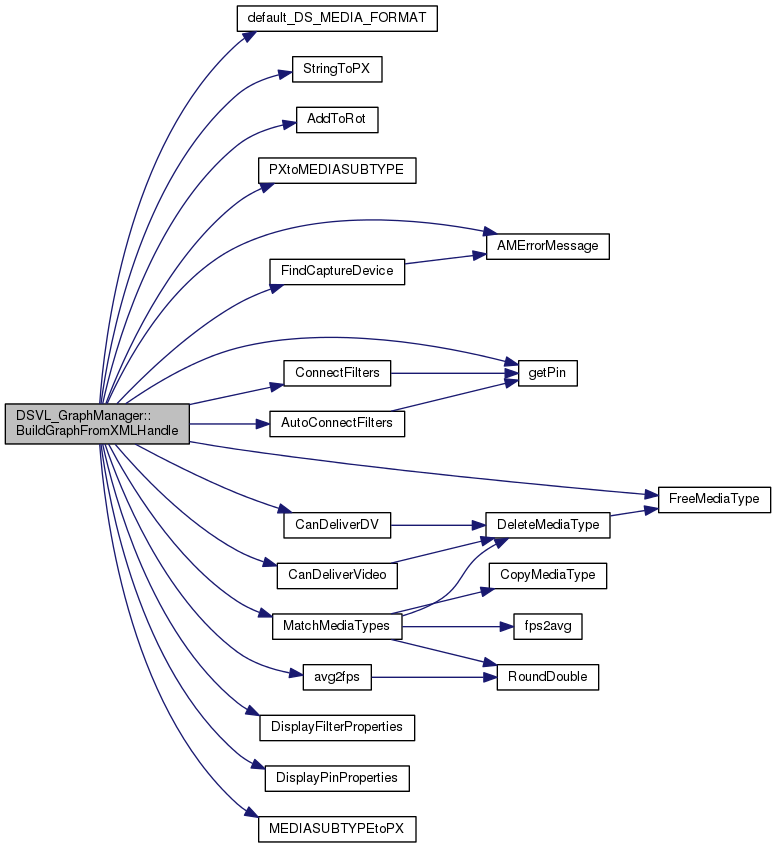 default_DS_MEDIA_FORMAT
StringToPX
AddToRot
PXtoMEDIASUBTYPE
AMErrorMessage
FindCaptureDevice
ConnectFilters
getPin
DSVL_GraphManager::
BuildGraphFromXMLHandle
AutoConnectFilters
FreeMediaType
CanDeliverDV
DeleteMediaType
CanDeliverVideo
CopyMediaType
MatchMediaTypes
fps2avg
avg2fps
RoundDouble
DisplayFilterProperties
DisplayPinProperties
MEDIASUBTYPEtoPX